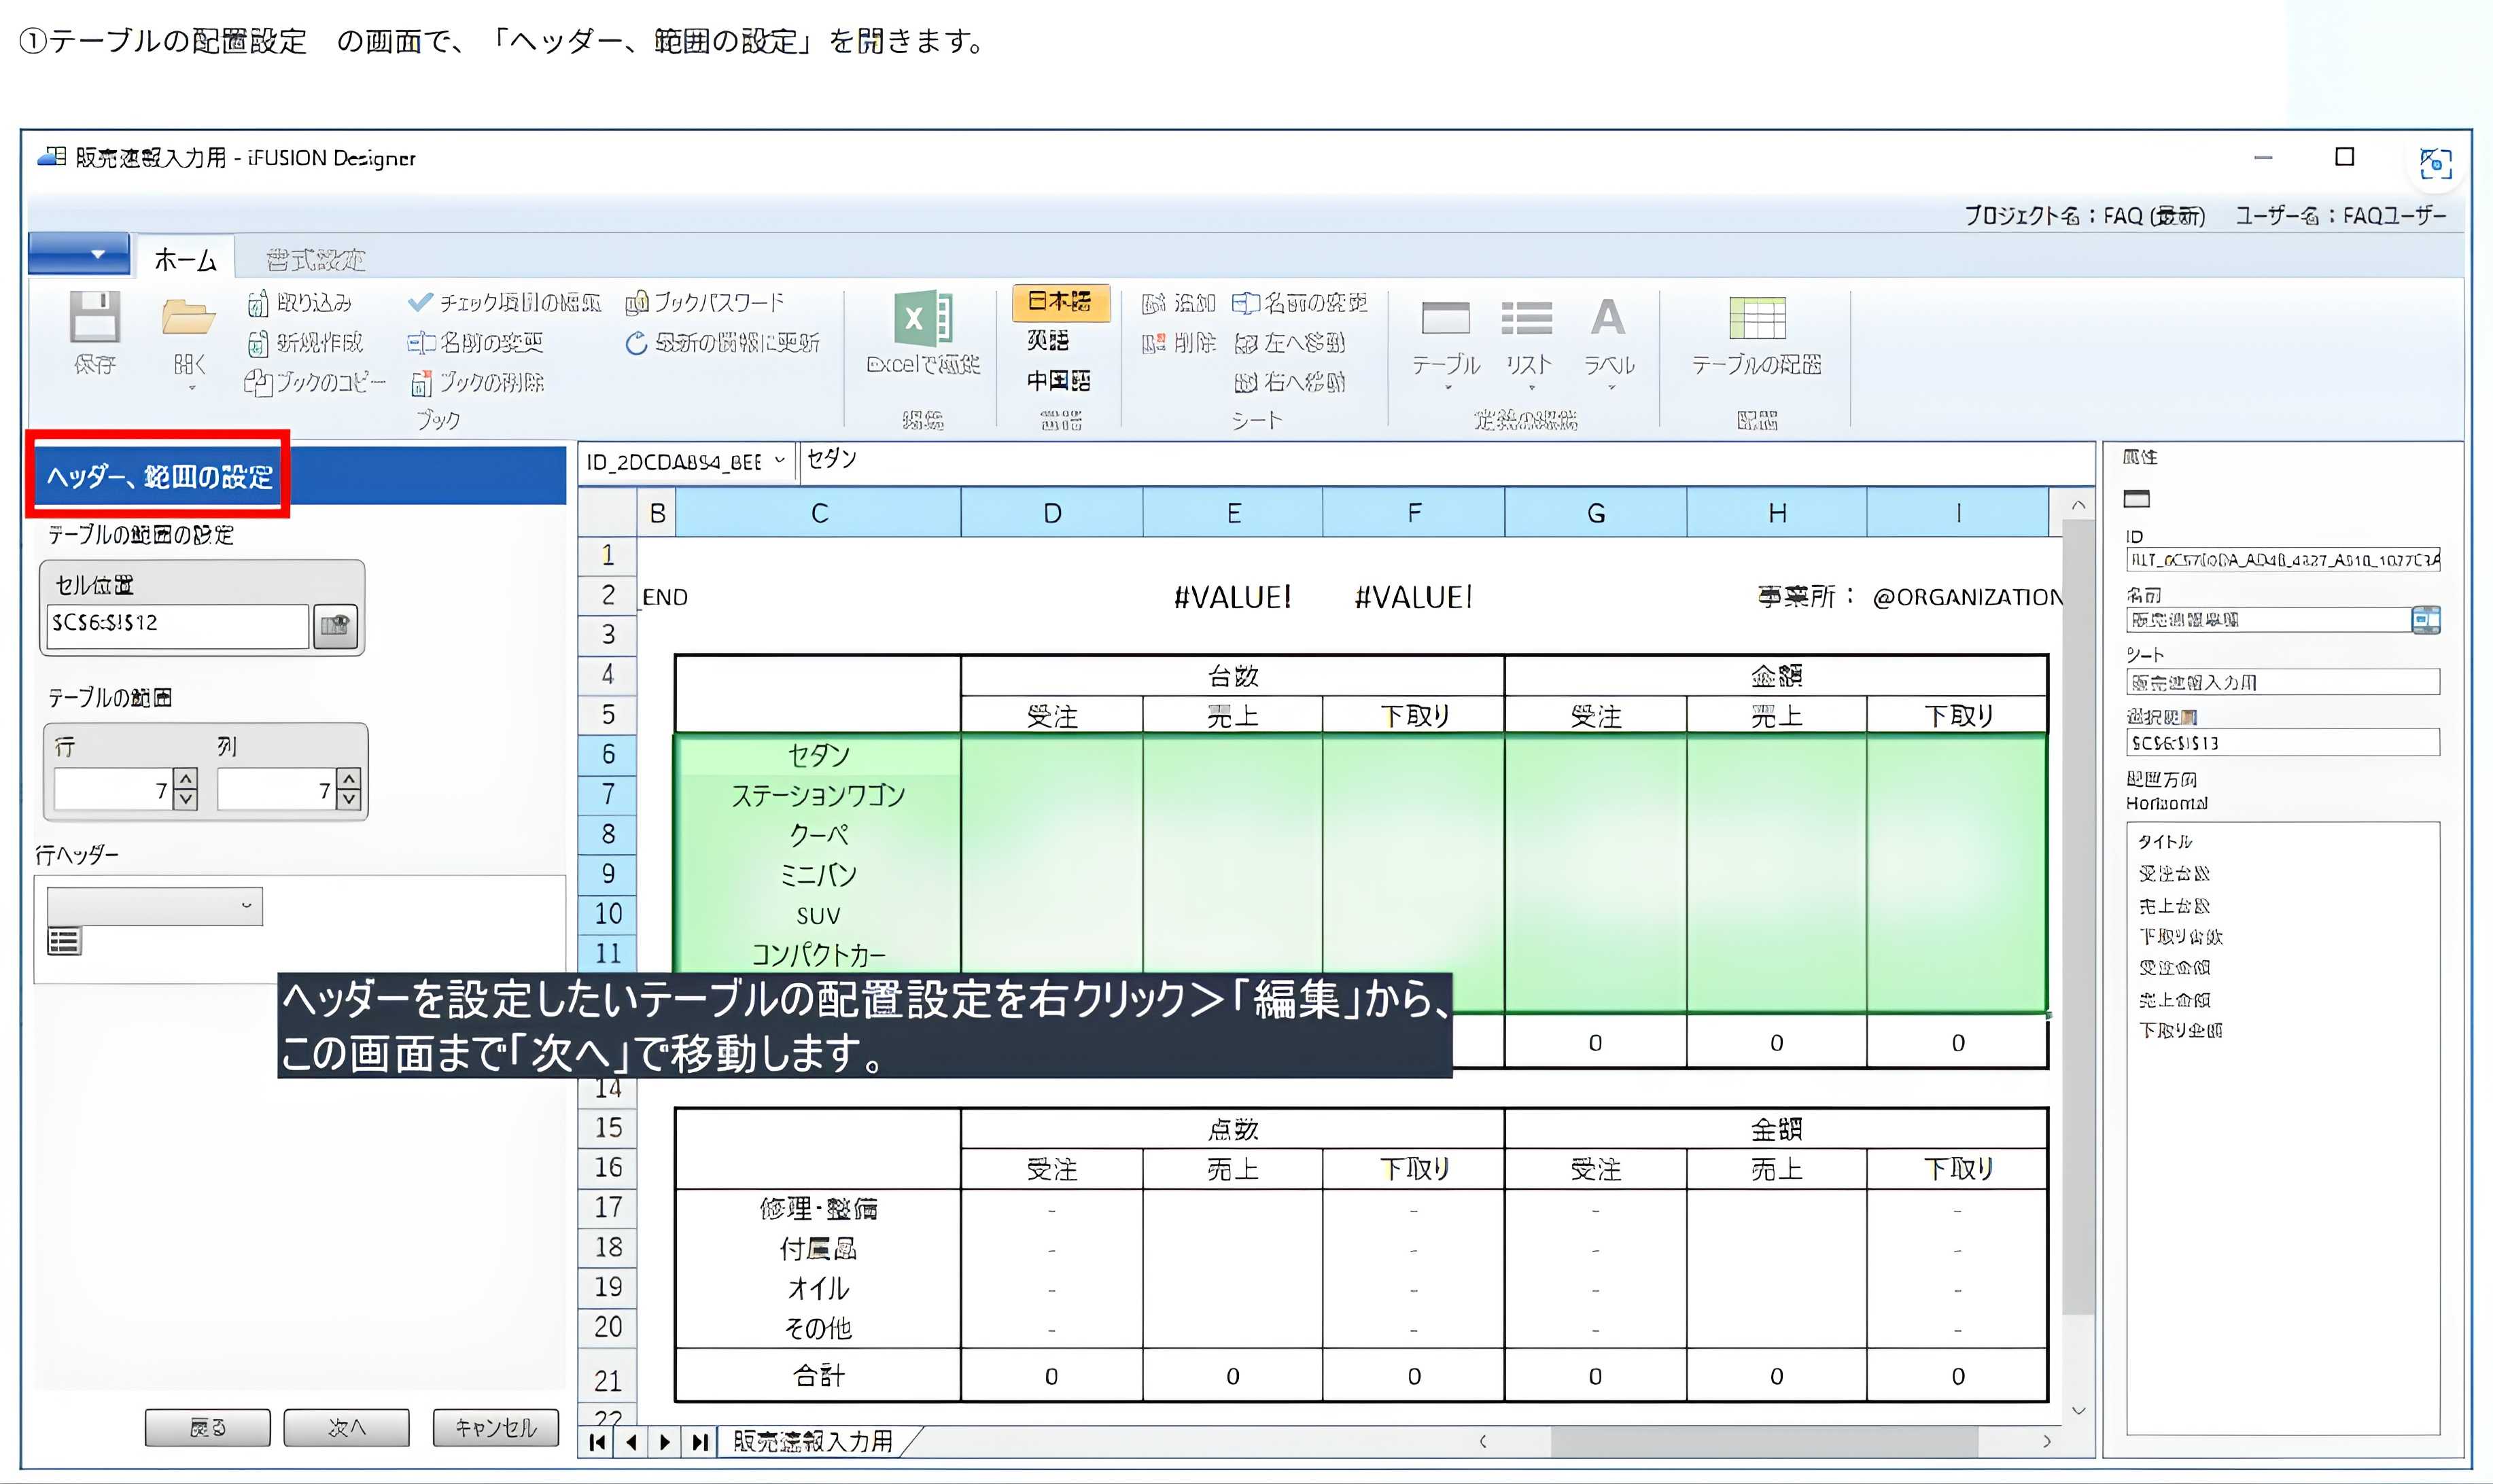 ①テーブルの配置設定　の画面で、「ヘッダー、範囲の設定」を開きます。
販売速報入力用 - iFUSION Designer
プロジェクト名：FAQ (最新)　ユーザー名：FAQユーザー
ホーム　書式設定
保存
開く
取り込み
新規作成
ブックのコピー
チェック項目の編集
名前の変更
ブックの削除
ブックパスワード
最新の情報に更新
ブック
Excelで編集
編集
日本語
英語
中国語
言語
追加
削除
名前の変更
左へ移動
右へ移動
シート
テーブル
リスト
ラベル
定義の編集
テーブルの配置
配置
ヘッダー、範囲の設定
テーブルの範囲の設定
セル位置
$C$6:$I$12
テーブルの範囲
行　列
7　7
行ヘッダー
戻る　次へ　キャンセル
セダン
B C D E F G H I
1
2 _END #VALUE! #VALUE! 事業所： @ORGANIZATION
3
4 台数 金額
5 受注 売上 下取り 受注 売上 下取り
6 セダン
7 ステーションワゴン
8 クーペ
9 ミニバン
10 SUV
11 コンパクトカー
ヘッダーを設定したいテーブルの配置設定を右クリック＞「編集」から、
この画面まで「次へ」で移動します。
0 0 0
14
15 点数 金額
16 受注 売上 下取り 受注 売上 下取り
17 修理・整備 - - - -
18 付属品 - - - -
19 オイル - - - -
20 その他 - - - -
21 合計 0 0 0 0 0 0
22
販売速報入力用
属性
ID
名前
シート
販売速報入力用
選択範囲
$C$6:$I$13
配置方向
Horizontal
タイトル
受注台数
売上台数
下取り台数
受注金額
売上金額
下取り金額